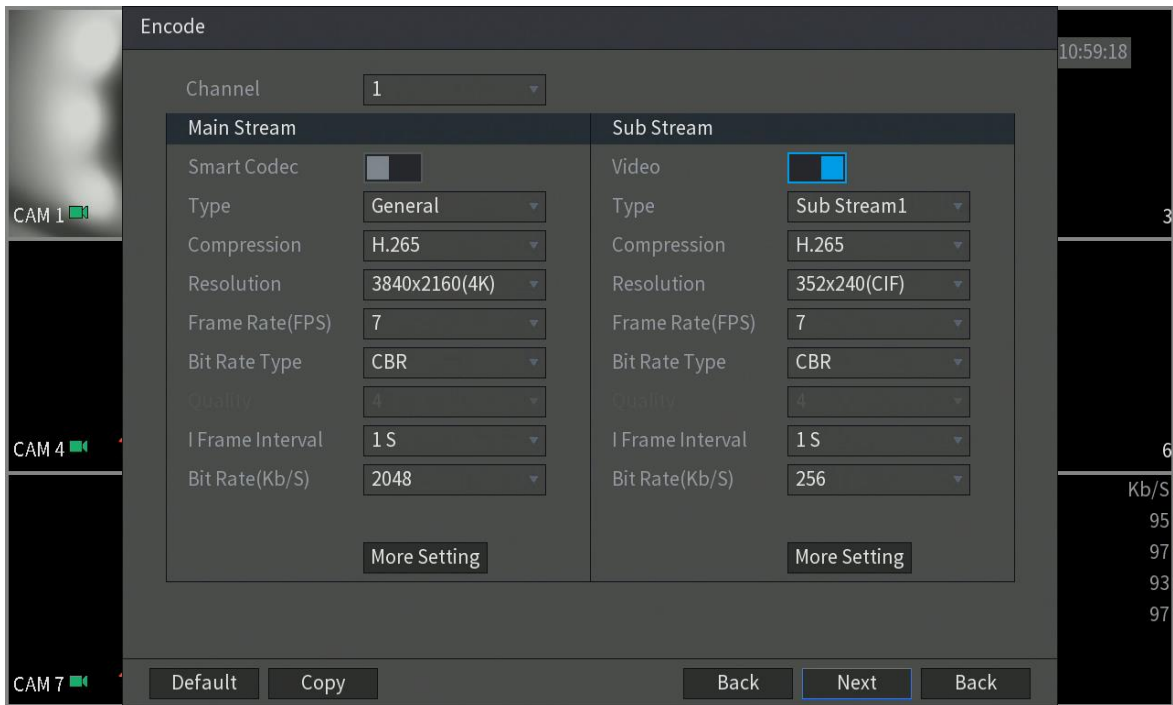 Encode
10:59:18
Channel 1
Main Stream Sub Stream
Smart Codec Video
Type General Type Sub Stream1
CAM 1 3
Compression H.265 Compression H.265
Resolution 3840x2160(4K) Resolution 352x240(CIF)
Frame Rate(FPS) 7 Frame Rate(FPS) 7
Bit Rate Type CBR Bit Rate Type CBR
Quality 4 Quality 4
I Frame Interval 1 S I Frame Interval 1 S
CAM 4 6
Bit Rate(Kb/S) 2048 Bit Rate(Kb/S) 256
Kb/S
95
More Setting More Setting
97
93
97
CAM 7 Default Copy Back Next Back